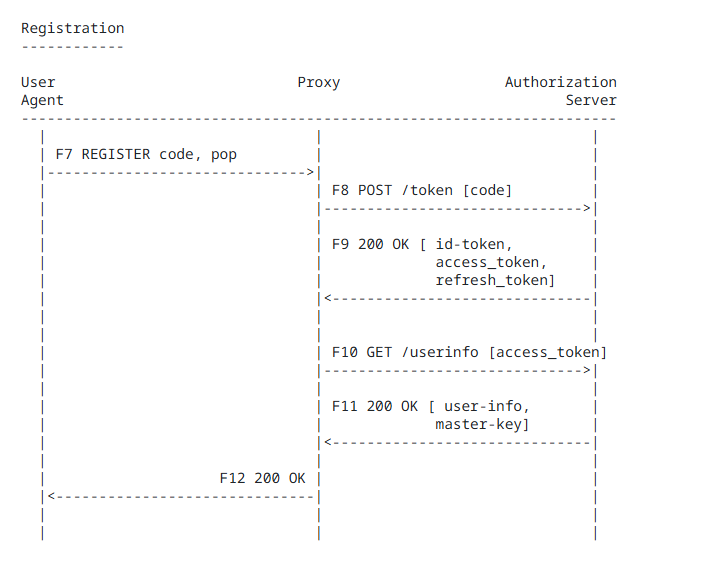 Registration
------------
User Proxy Authorization
Agent Server
--------------------------------------------------------------------
F7 REGISTER code, pop
------------------------------>
F8 POST /token [code]
------------------------------>
F9 200 OK [ id-token,
access_token,
refresh_token]
<------------------------------
F10 GET /userinfo [access_token]
------------------------------>
F11 200 OK [ user-info,
master-key]
<------------------------------
F12 200 OK
<------------------------------